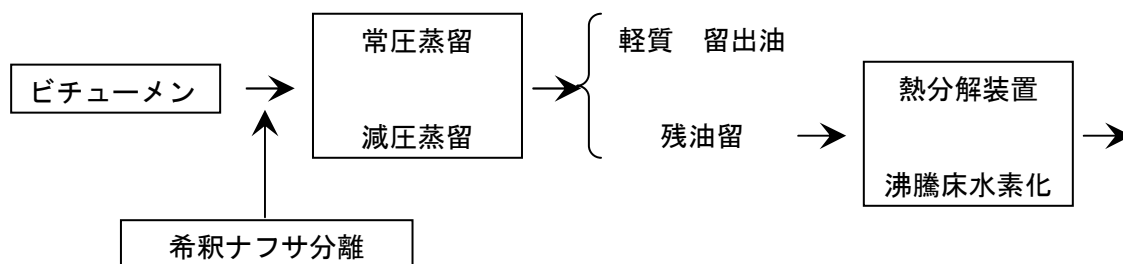 常圧蒸留
軽質　留出油
ビチューメン
熱分解装置
減圧蒸留
残油留
沸騰床水素化
希釈ナフサ分離